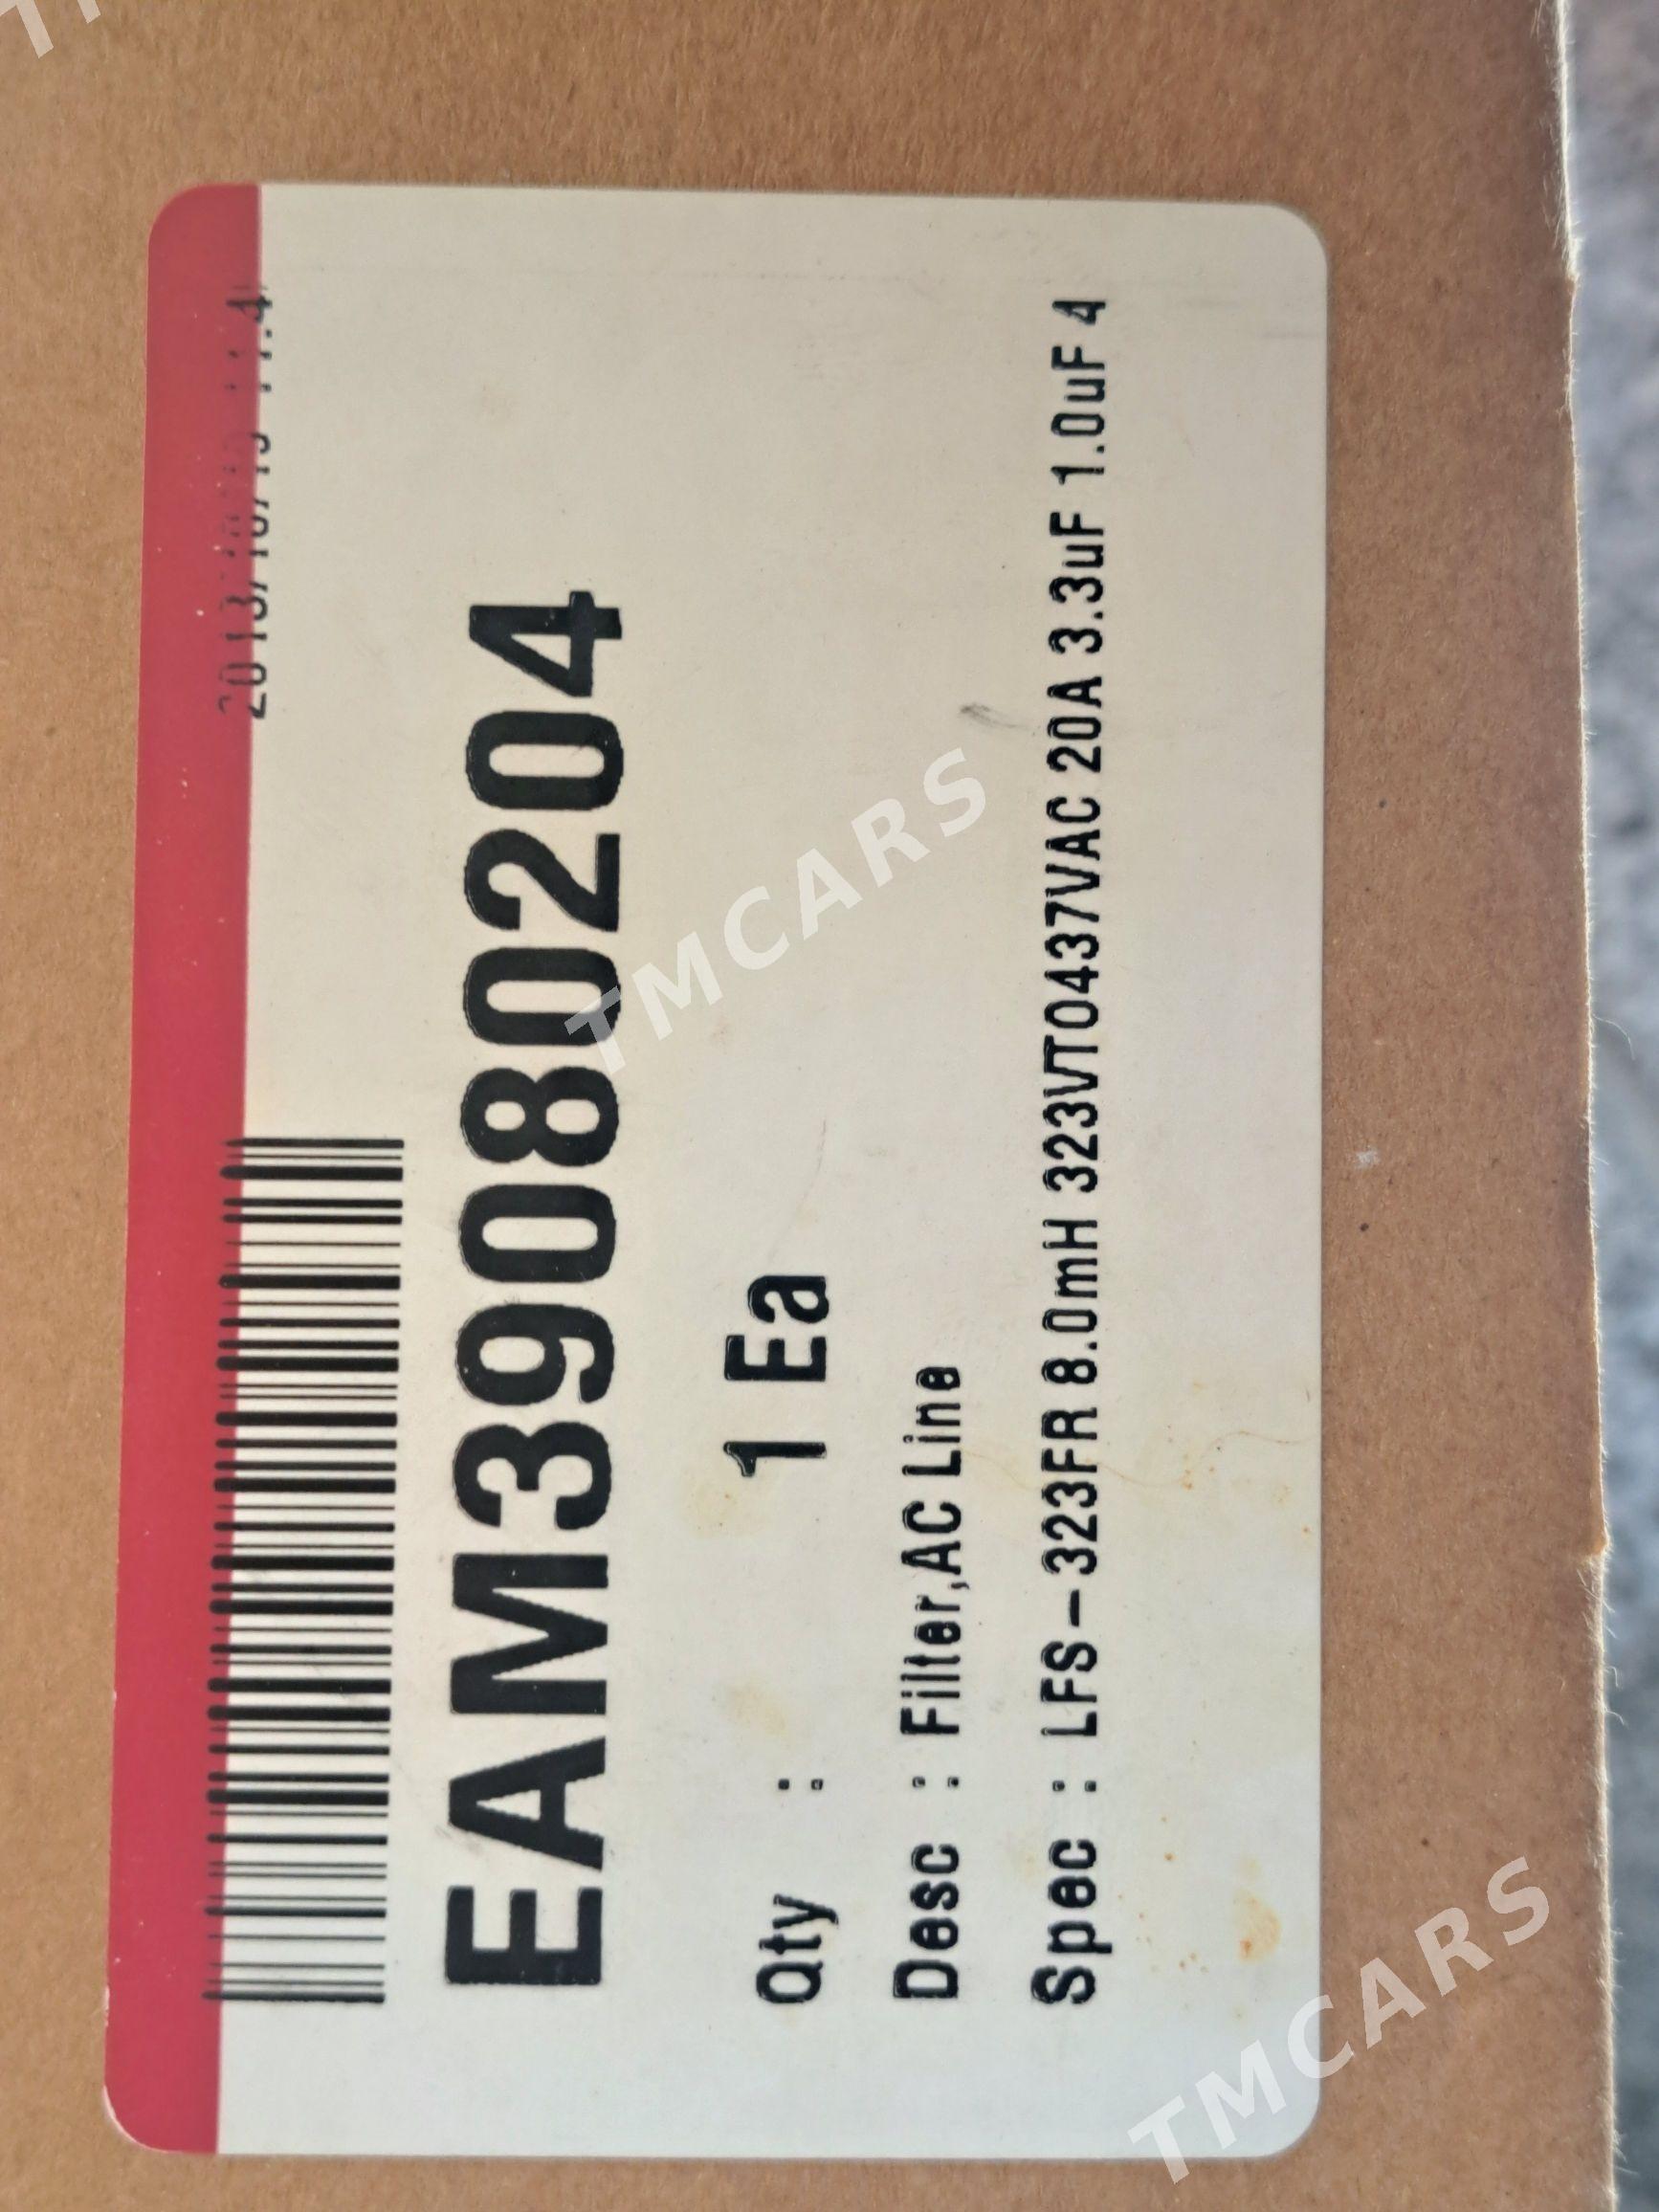 EAM39080204
Qty : 1 Ea
Desc : Filter,AC Line
Spec : LFS-323FR 8.0mH 323VT0437VAC 20A 3.3uF 1.0uF 4
TMCARS
TMCARS